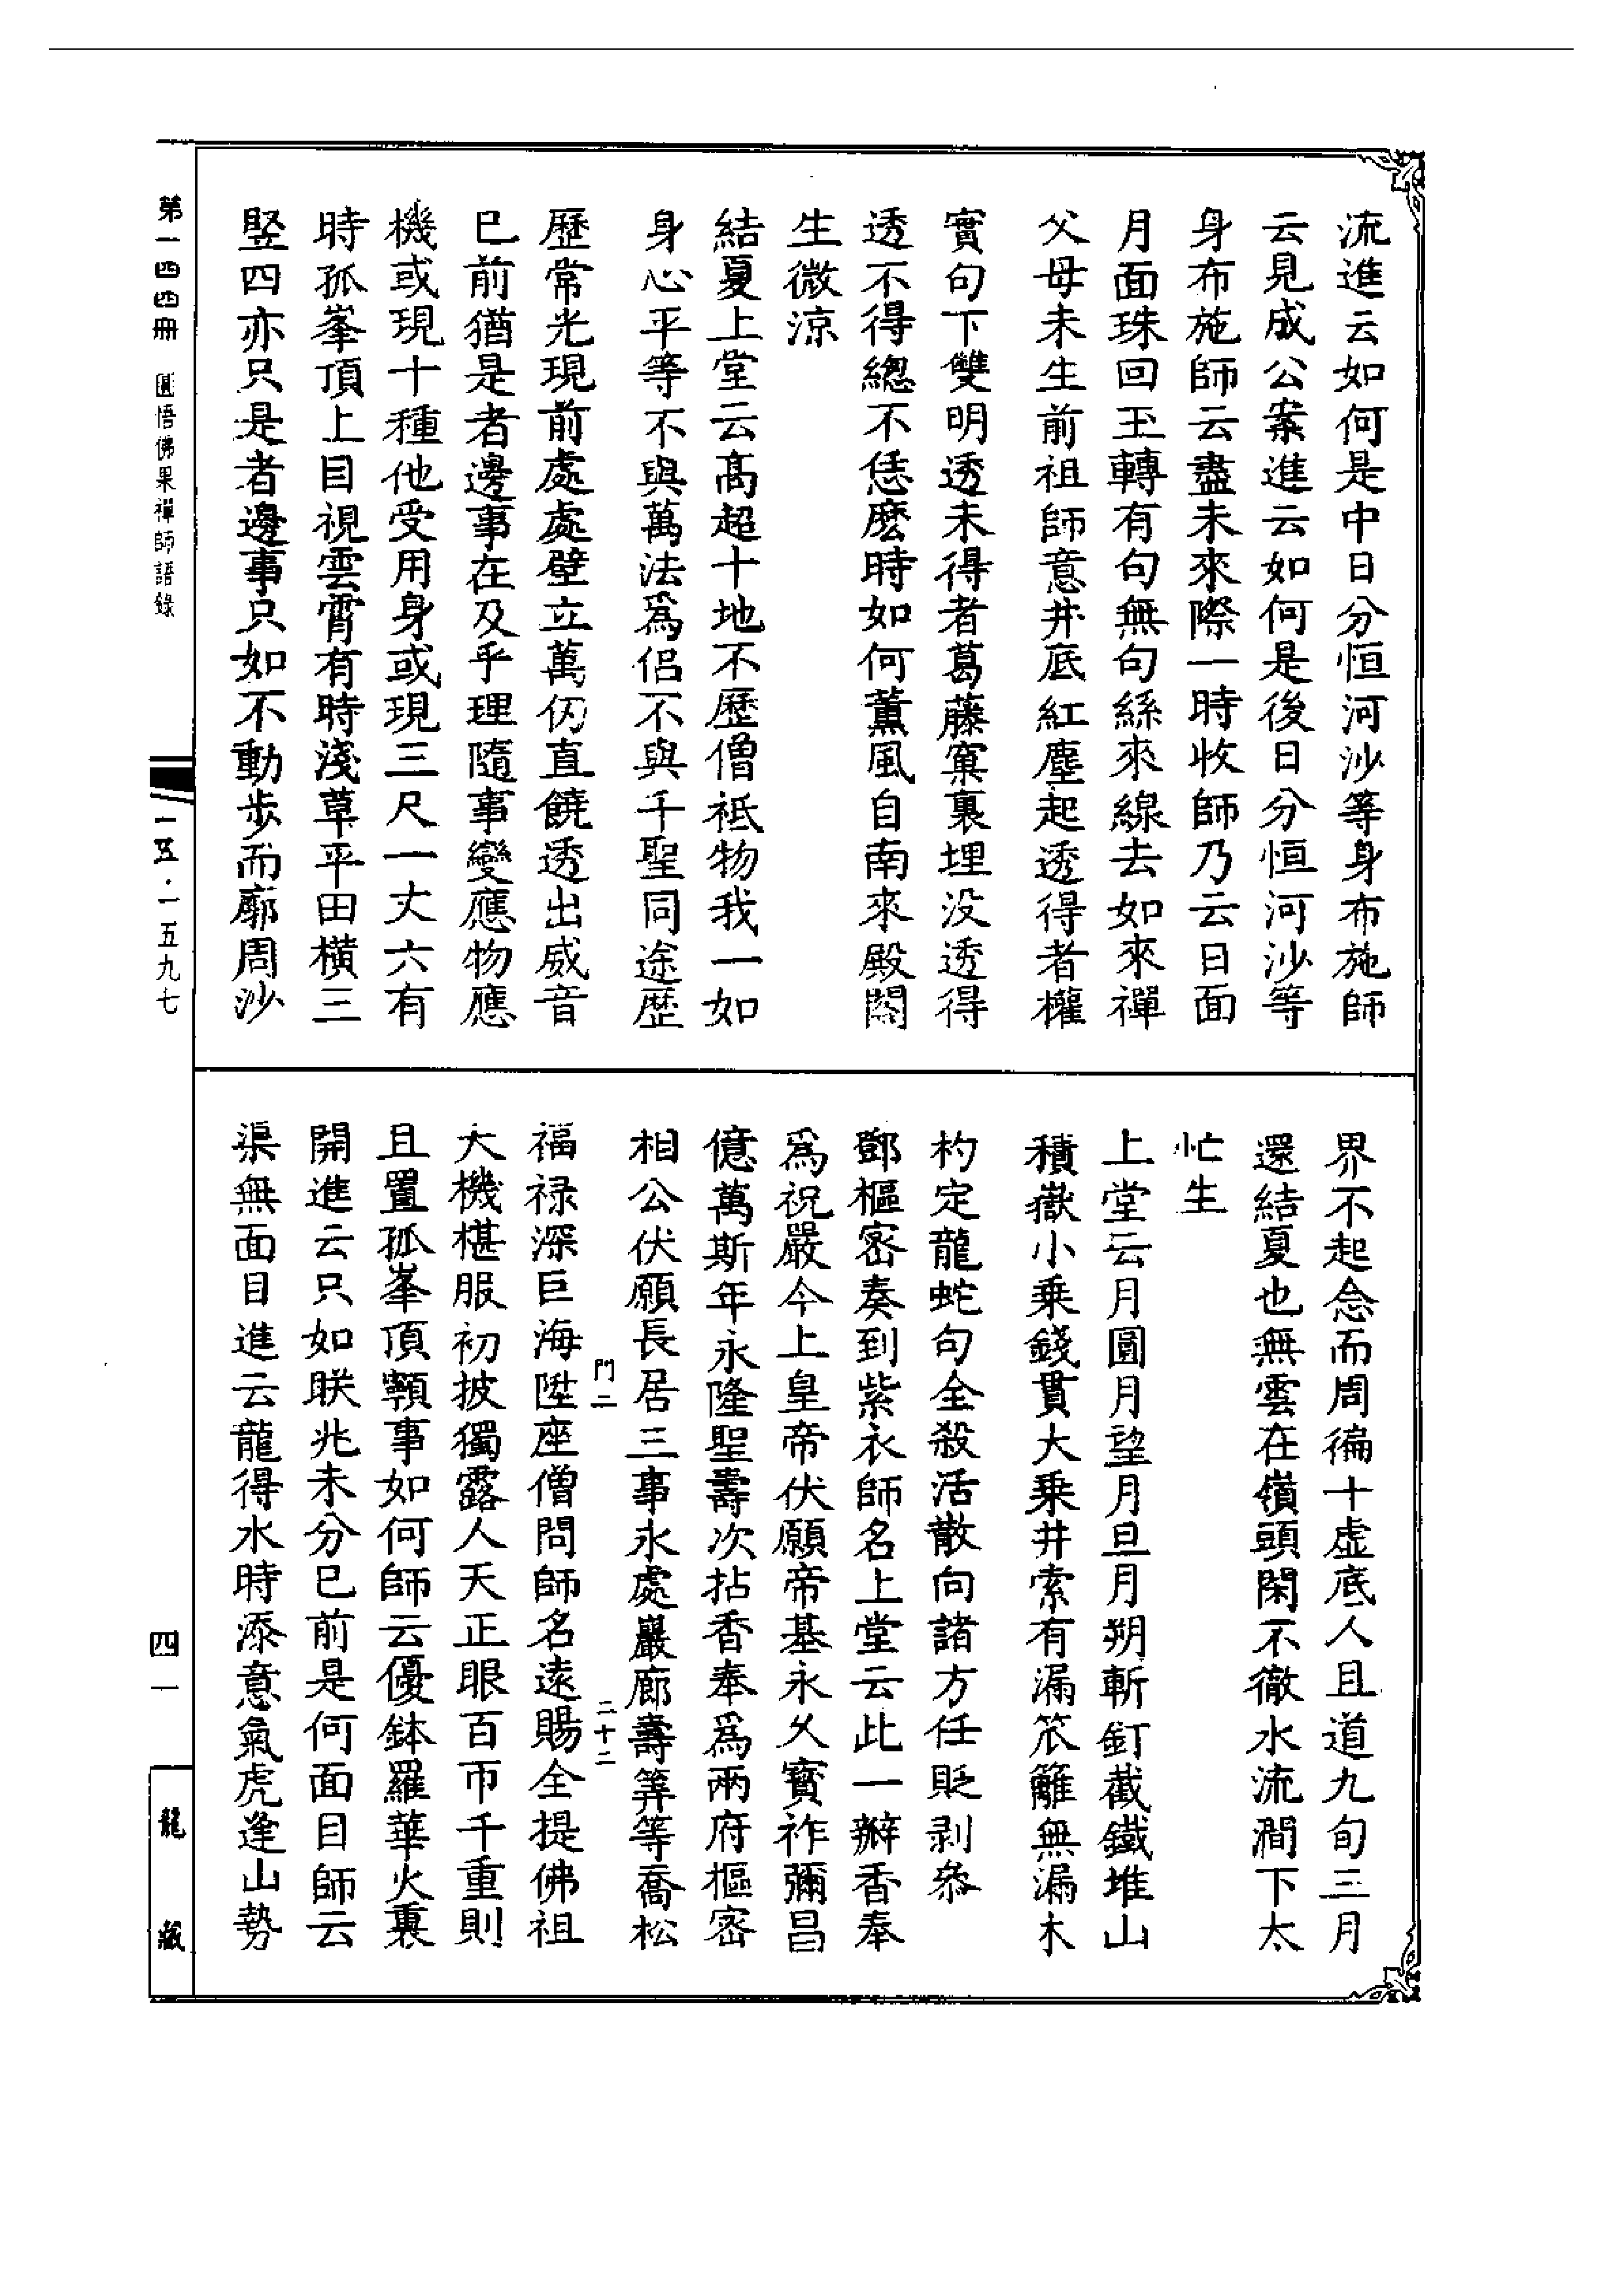 流進云如何是中日分恒河沙等身布施師
云見成公案進云如何是後日分恒河沙等
身布施師云盡未來際一時收師乃云日面
月面珠回玉轉有句無句絲來線去如來禪
父母未生前祖師意井底紅塵起透得者權
實句下雙明透未得者葛藤窠裏埋没透得
透不得緫不恁麽時如何薰風自南來殿閣
生微涼
結夏上堂云髙超十地不歷僧祇物我一如
身心平等不與萬法爲侣不與千聖同途歷
歷常光現前處處壁立萬仞直饒透出威音
巳前猶是者邊事在及乎理隨事變應物應
機或現十種他受用身或現三尺一丈六有
時孤峯頂上目視雲霄有時淺草平田橫三
竪四亦只是者邊事只如不動步而廓周沙
界不起念而周徧十虛底人且道九旬三月
還結夏也無雲在嶺頭閑不徹水流澗下太
忙生
上堂云月圓月望月旦月朔斬釘截鐵堆山
積嶽小乗錢貫大乗井索有漏笊籬無漏木
杓定龍蛇句全殺活散向諸方任貶剥叅
鄧樞宻奏到紫衣師名上堂云此一瓣香奉
爲祝嚴今上皇帝伏願帝基永久寳祚彌昌
億萬斯年永隆聖壽次拈香奉爲兩府樞宻
相公伏願長居三事永處巖廊壽筭等喬松
福禄深巨海陞座僧問師名逺賜全提佛祖
大機椹服初披獨露人天正眼百帀千重則
且置孤峯頂顙事如何師云優鉢羅華火裏
開進云只如眹兆未分已前是何面目師云
渠無面目進云龍得水時添意氣虎逢山勢
門二
二十二
第一四四冊 圓悟佛果禪師語錄
一五·一五九七
四一
龍藏